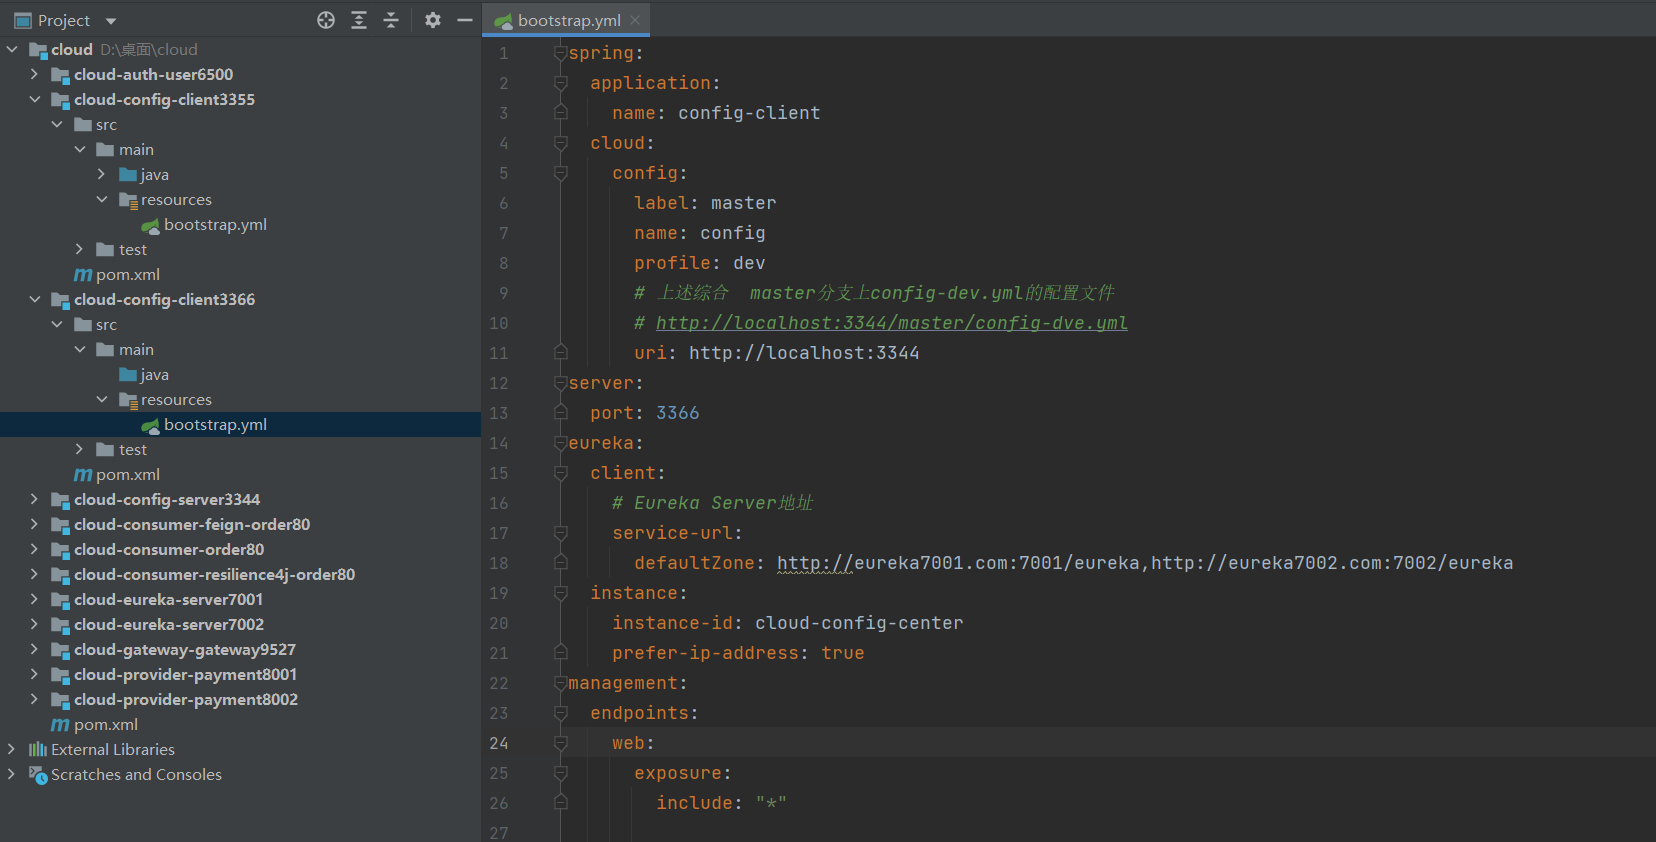 Project
cloud D:\桌面\cloud
cloud-auth-user6500
cloud-config-client3355
src
main
java
resources
bootstrap.yml
test
pom.xml
cloud-config-client3366
src
main
java
resources
bootstrap.yml
test
pom.xml
cloud-config-server3344
cloud-consumer-feign-order80
cloud-consumer-order80
cloud-consumer-resilience4j-order80
cloud-eureka-server7001
cloud-eureka-server7002
cloud-gateway-gateway9527
cloud-provider-payment8001
cloud-provider-payment8002
pom.xml
External Libraries
Scratches and Consoles
bootstrap.yml
1 spring:
2 application:
3 name: config-client
4 cloud:
5 config:
6 label: master
7 name: config
8 profile: dev
9 # 上述综合 master分支上config-dev.yml的配置文件
10 # http://localhost:3344/master/config-dve.yml
11 uri: http://localhost:3344
12 server:
13 port: 3366
14 eureka:
15 client:
16 # Eureka Server地址
17 service-url:
18 defaultZone: http://eureka7001.com:7001/eureka,http://eureka7002.com:7002/eureka
19 instance:
20 instance-id: cloud-config-center
21 prefer-ip-address: true
22 management:
23 endpoints:
24 web:
25 exposure:
26 include: "*"
27